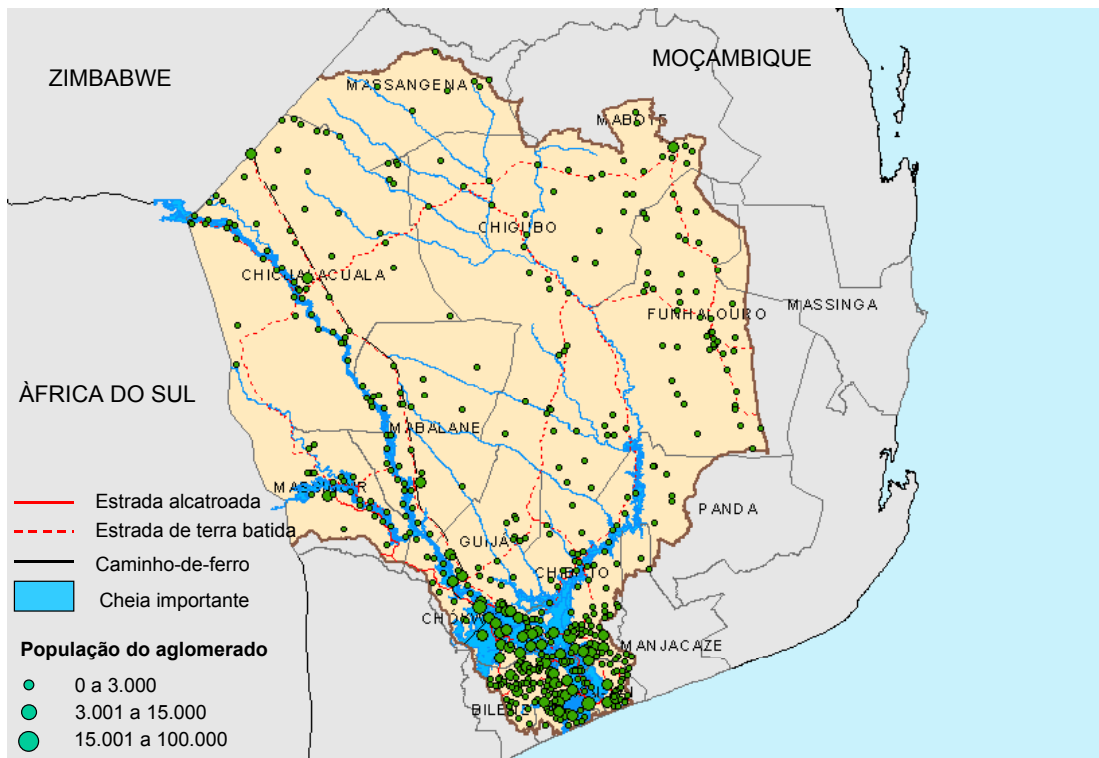 ZIMBABWE
MOÇAMBIQUE
MASSANGENA
MABOTE
CHIGUBO
CHICUALACUALA
MASSINGA
FUNHALOURO
ÀFRICA DO SUL
MABALANE
MASSINGIR
PANDA
GUIJÁ
CHIBUTO
CHÓKWÈ
MANJACAZE
BILENE
Estrada alcatroada
Estrada de terra batida
Caminho-de-ferro
Cheia importante
População do aglomerado
0 a 3.000
3.001 a 15.000
15.001 a 100.000